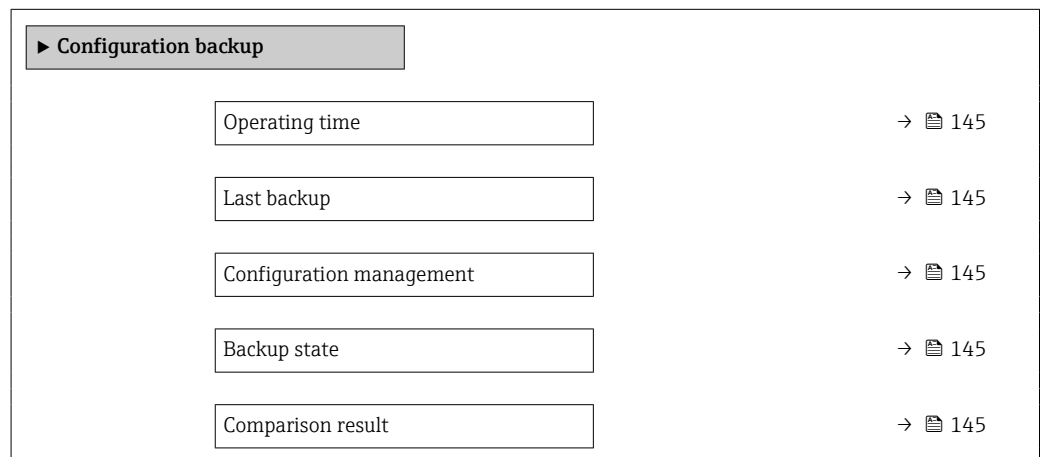 ▶ Configuration backup
Operating time → 145
Last backup → 145
Configuration management → 145
Backup state → 145
Comparison result → 145